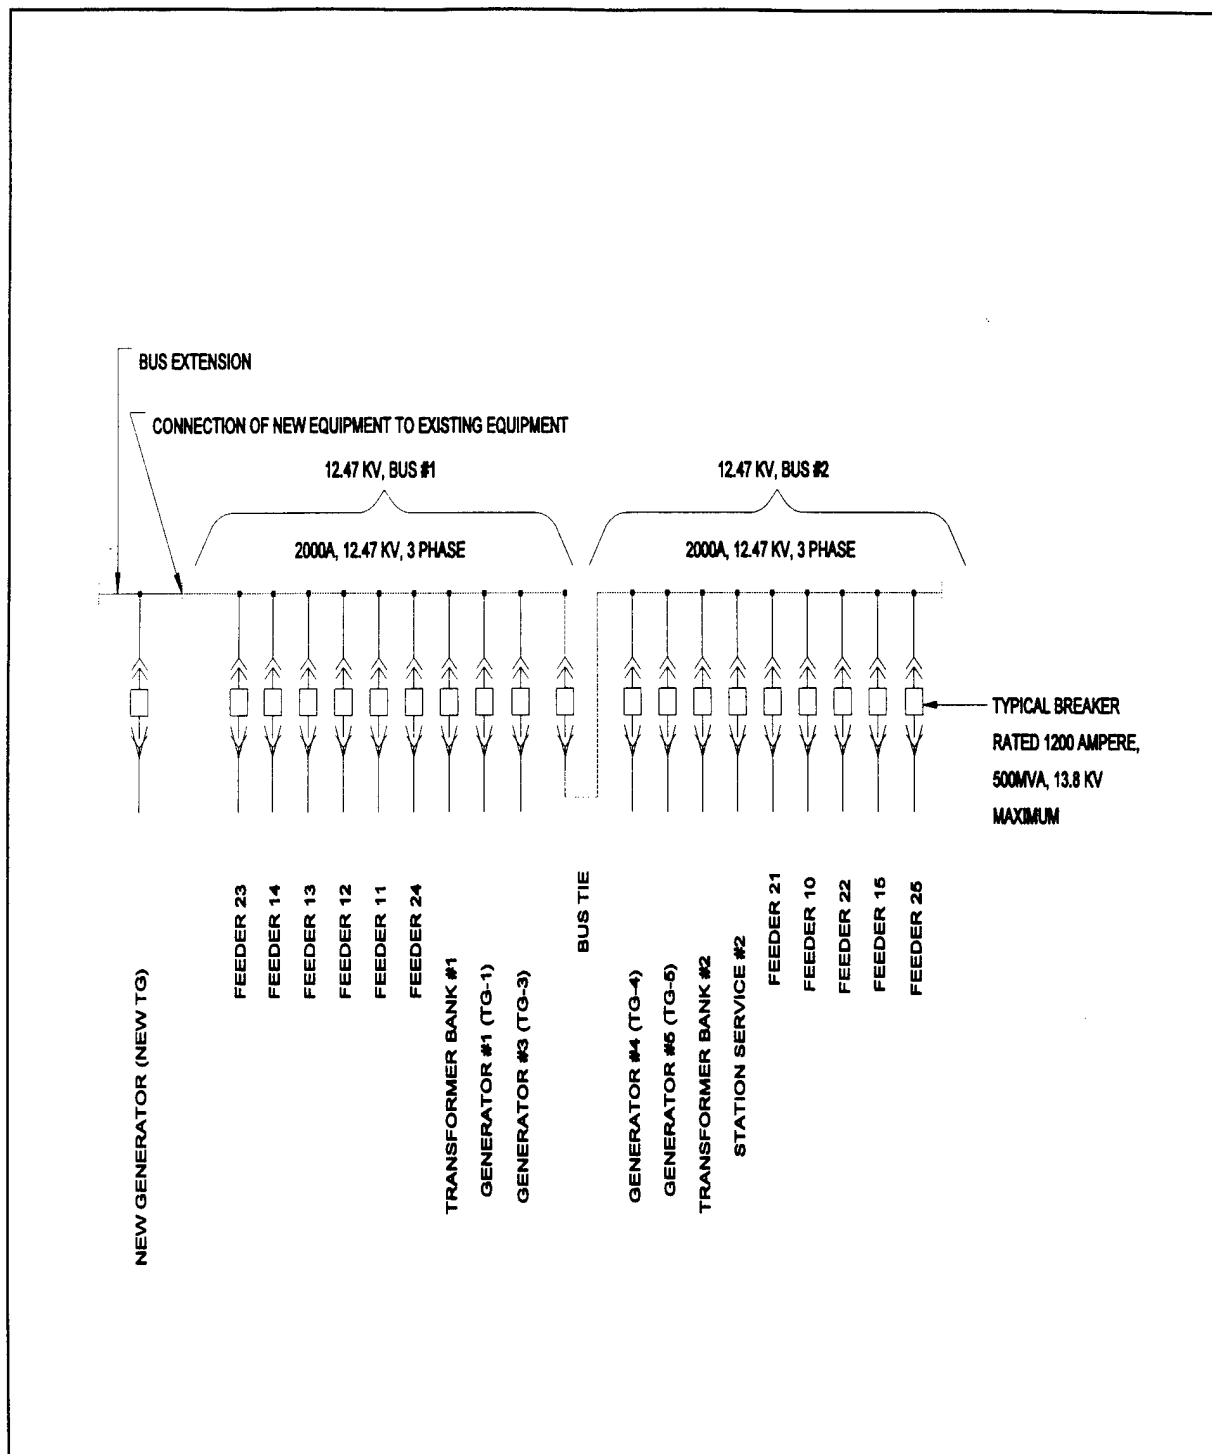 BUS EXTENSION
CONNECTION OF NEW EQUIPMENT TO EXISTING EQUIPMENT
12.47 KV, BUS #1
12.47 KV, BUS #2
2000A, 12.47 KV, 3 PHASE
2000A, 12.47 KV, 3 PHASE
TYPICAL BREAKER
RATED 1200 AMPERE,
500MVA, 13.8 KV
MAXIMUM
NEW GENERATOR (NEW TG)
FEEDER 23
FEEDER 14
FEEDER 13
FEEDER 12
FEEDER 11
FEEDER 24
TRANSFORMER BANK #1
GENERATOR #1 (TG-1)
GENERATOR #3 (TG-3)
BUS TIE
GENERATOR #4 (TG-4)
GENERATOR #5 (TG-5)
TRANSFORMER BANK #2
STATION SERVICE #2
FEEDER 21
FEEDER 10
FEEDER 22
FEEDER 15
FEEDER 25